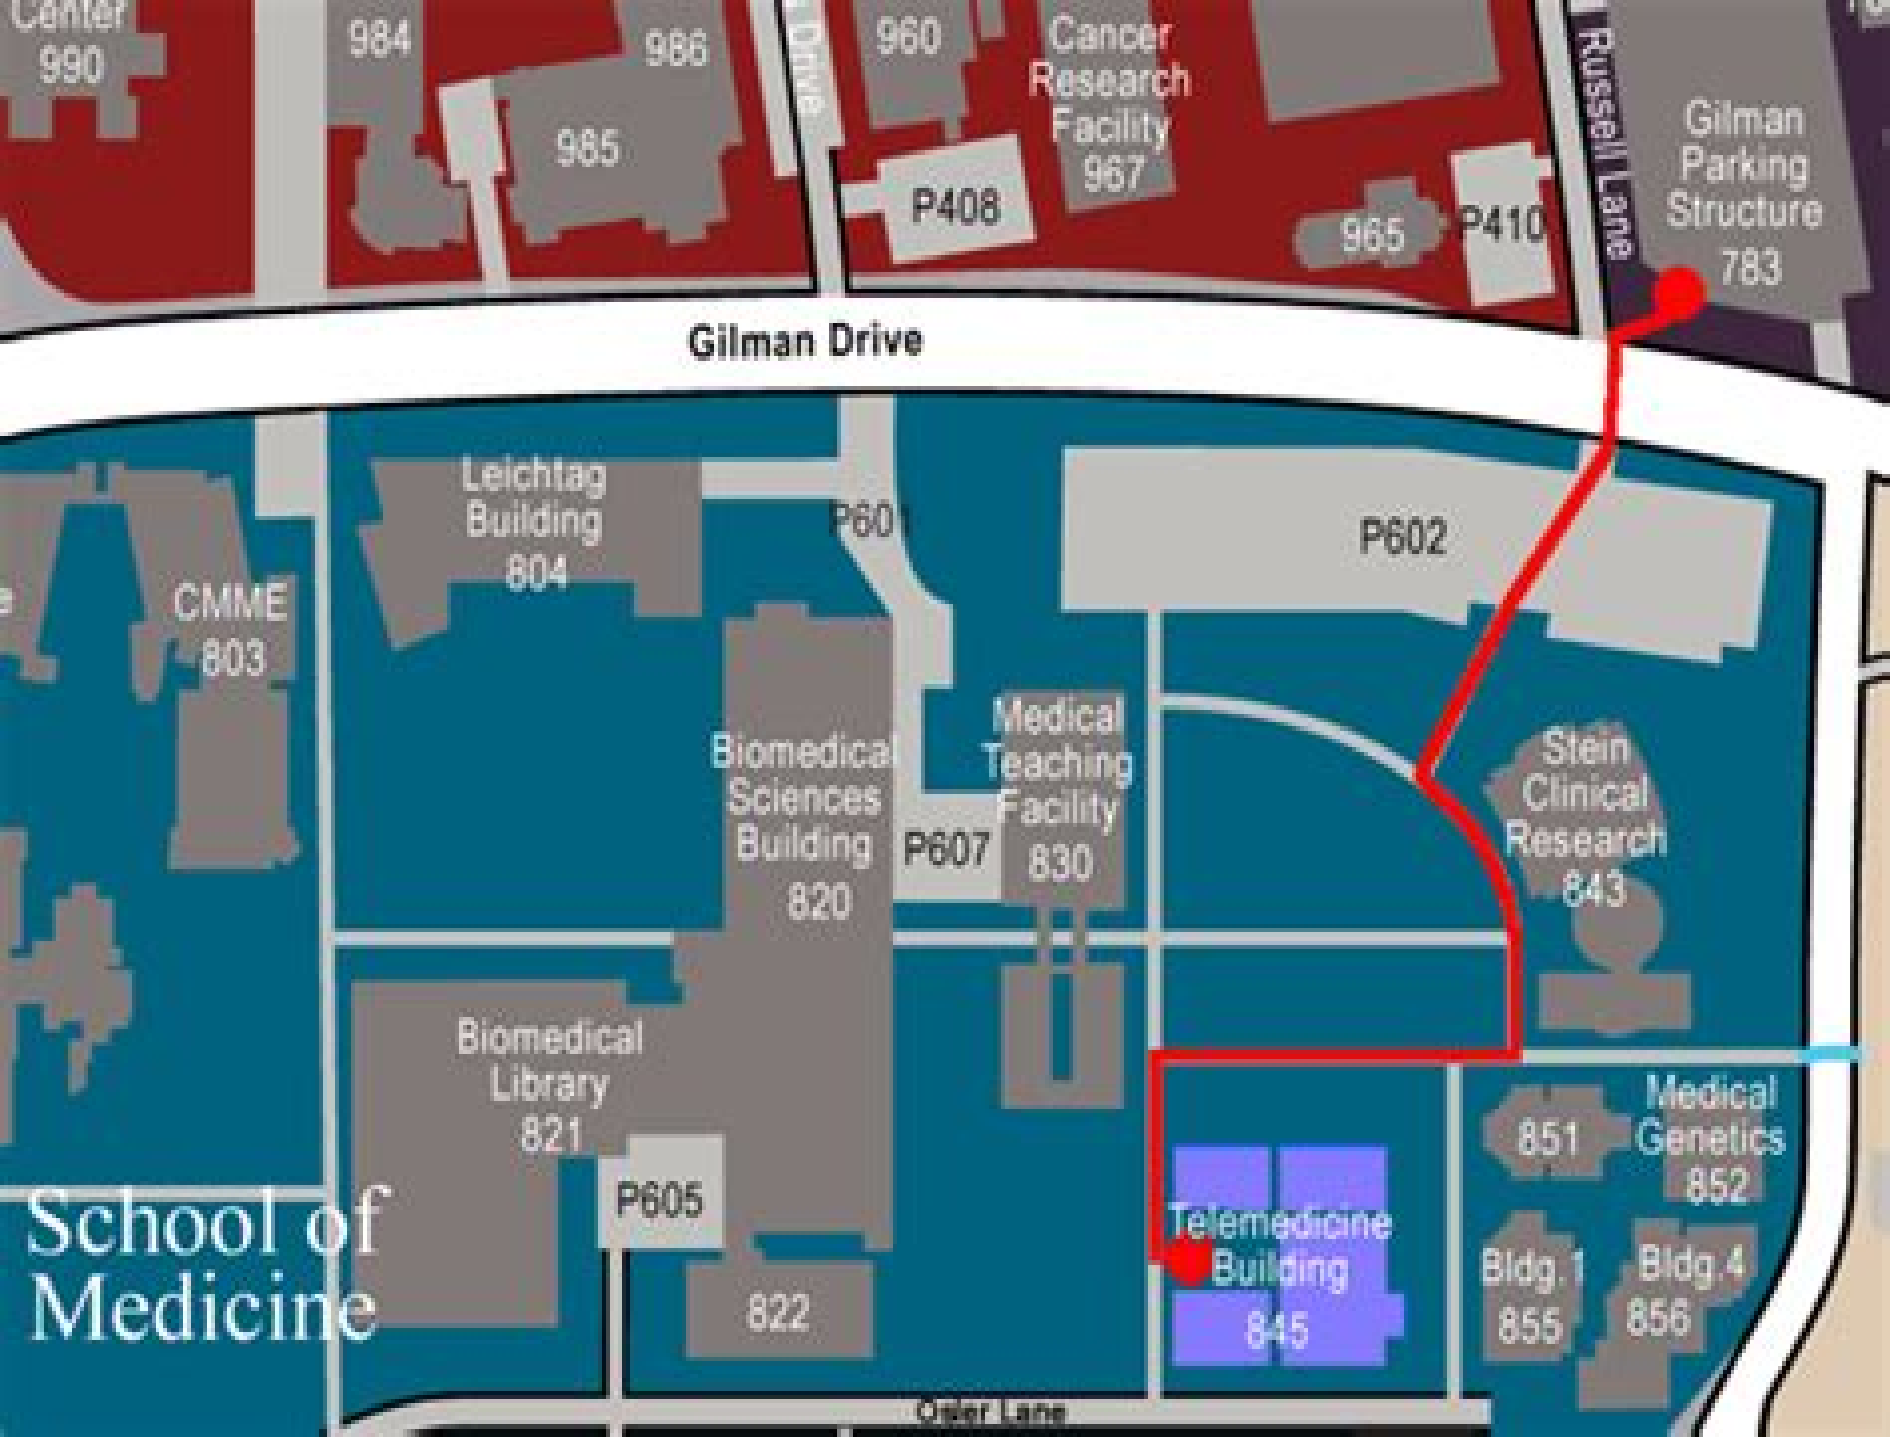 Center
990
984
986
985
Drive
960
Cancer
Research
Facility
967
P408
965
P410
Russell Lane
Gilman
Parking
Structure
783
Gilman Drive
Leichtag
Building
804
P601
P602
CMME
803
Biomedical
Sciences
Building
820
Medical
Teaching
Facility
830
P607
Stein
Clinical
Research
843
Biomedical
Library
821
P605
822
School of
Medicine
Telemedicine
Building
845
851
Medical
Genetics
852
Bldg.1
855
Bldg.4
856
Osler Lane